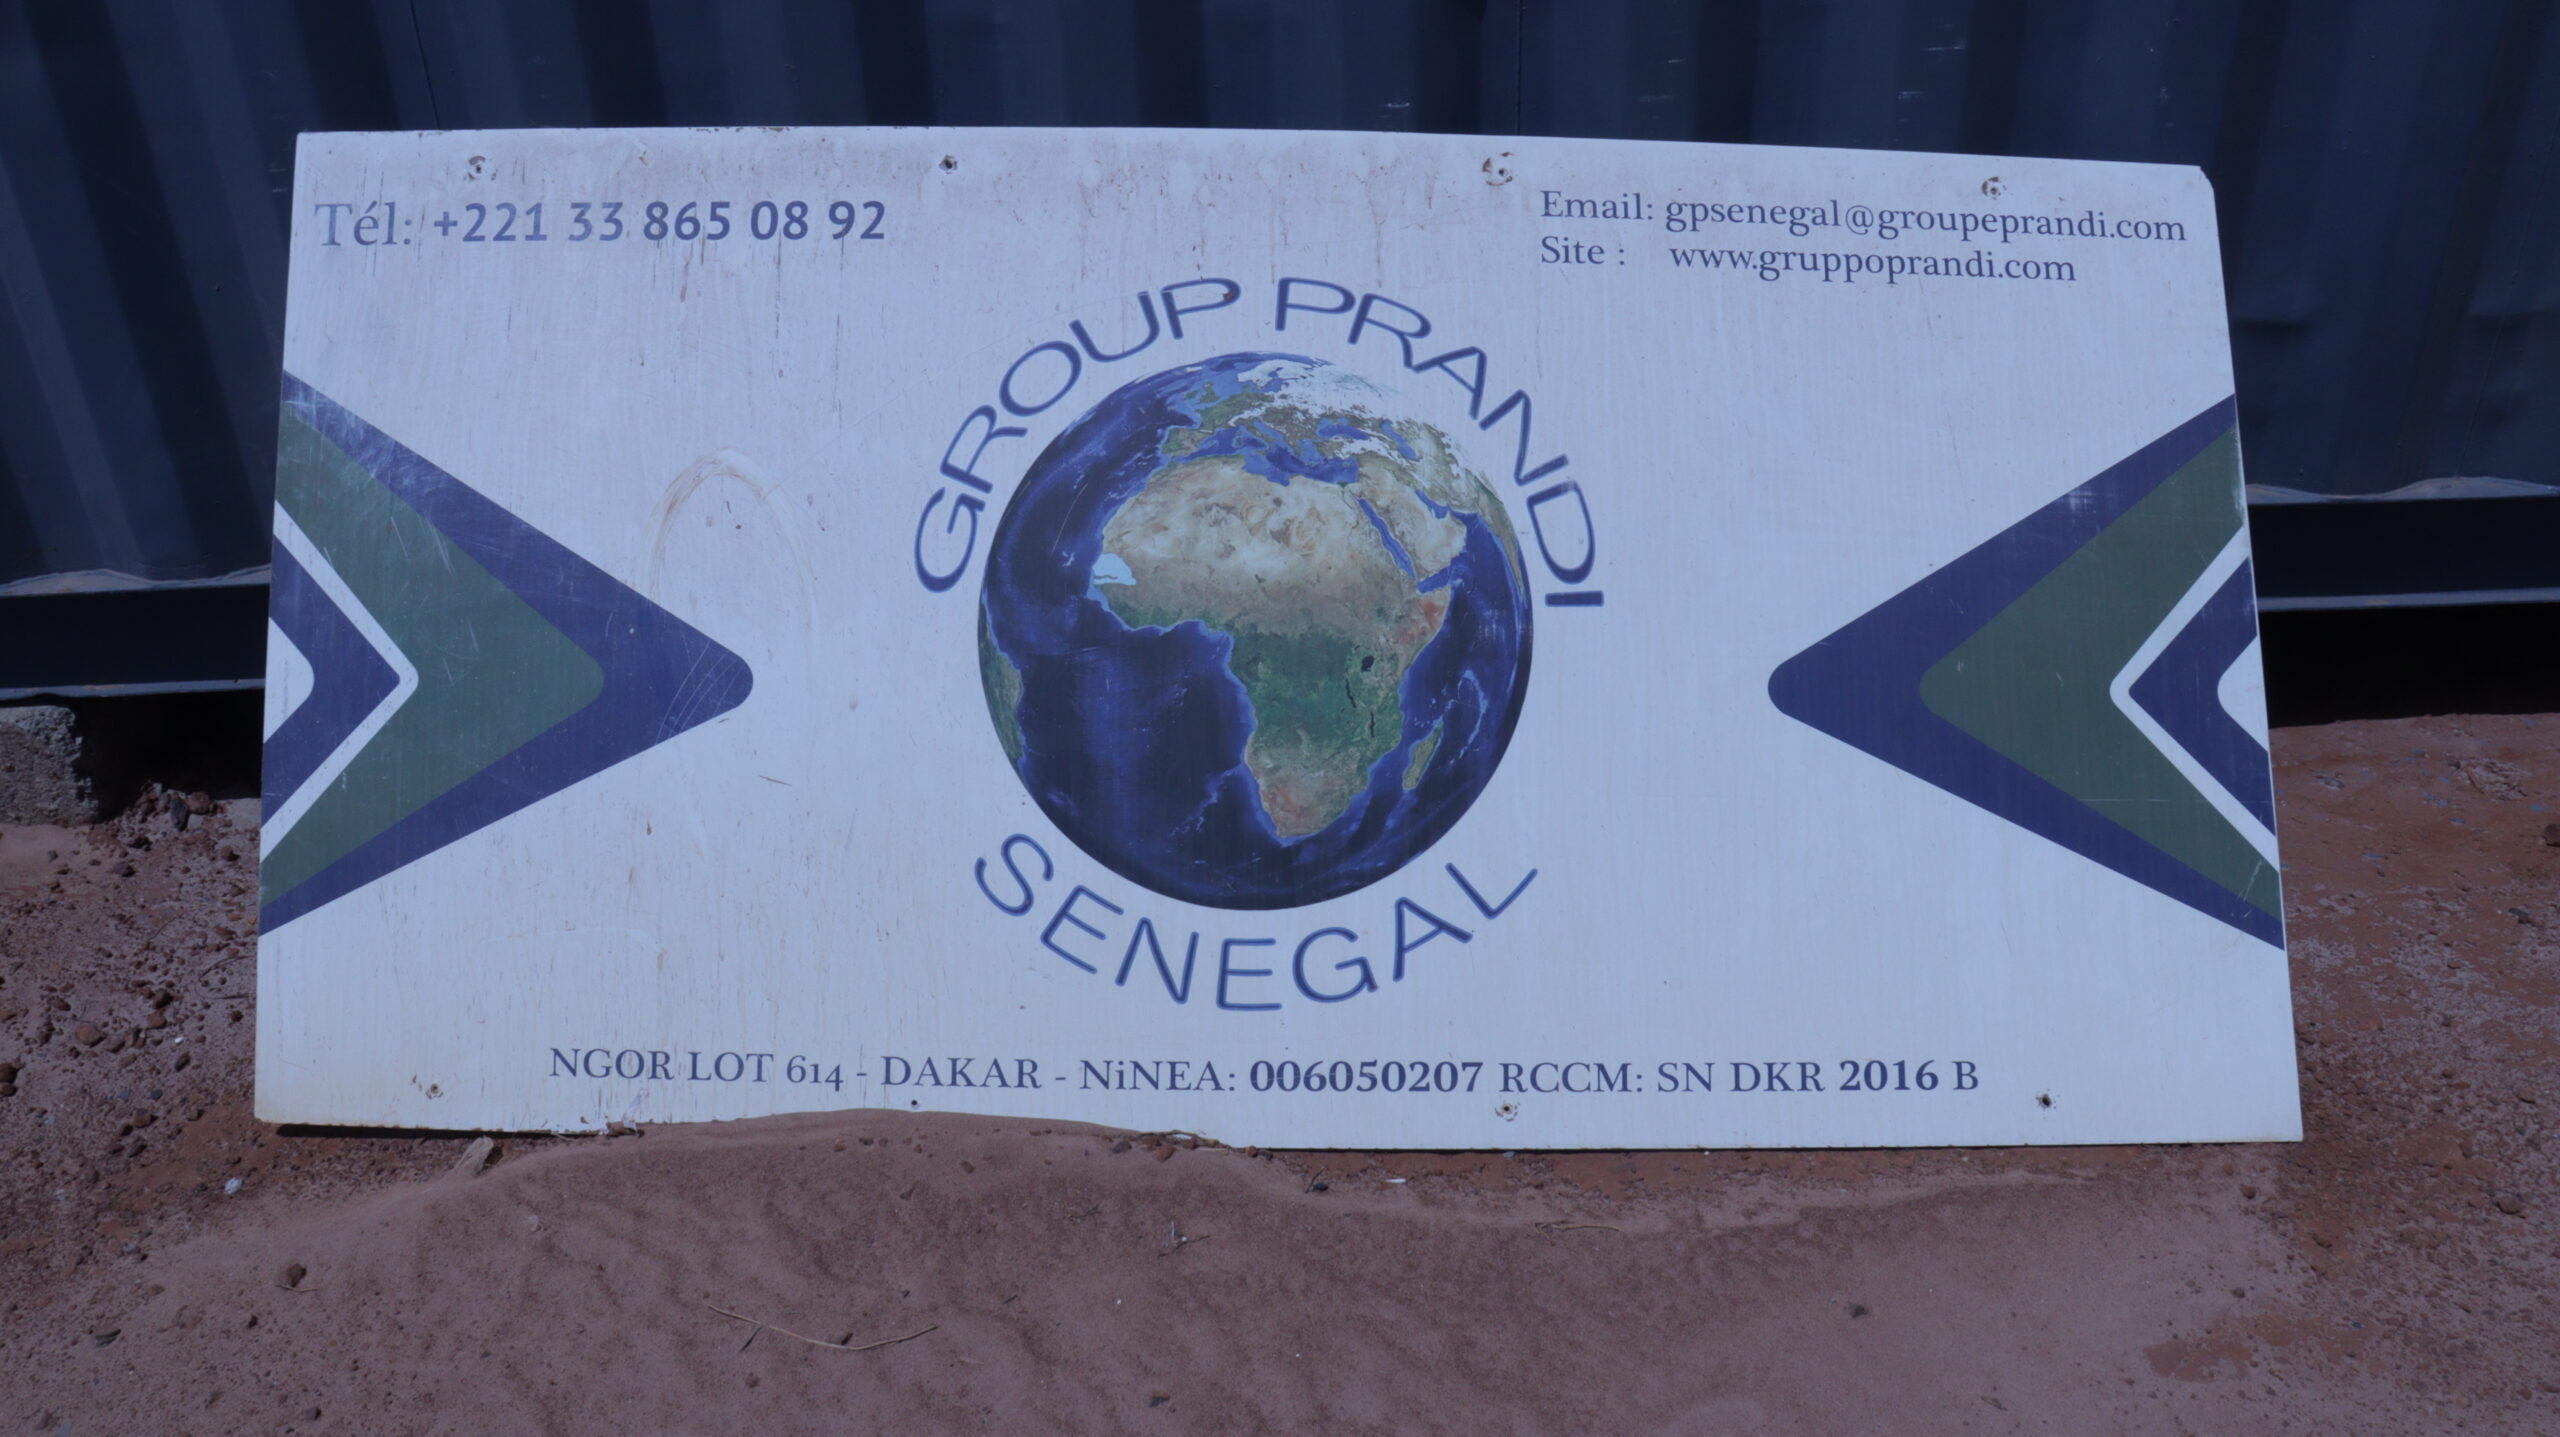 Tél: +221 33 865 08 92
Email: gpsenegal@groupeprandi.com
Site : www.gruppoprandi.com
GROUP PRANDI
SENEGAL
NGOR LOT 614 - DAKAR - NiNEA: 006050207 RCCM: SN DKR 2016 B